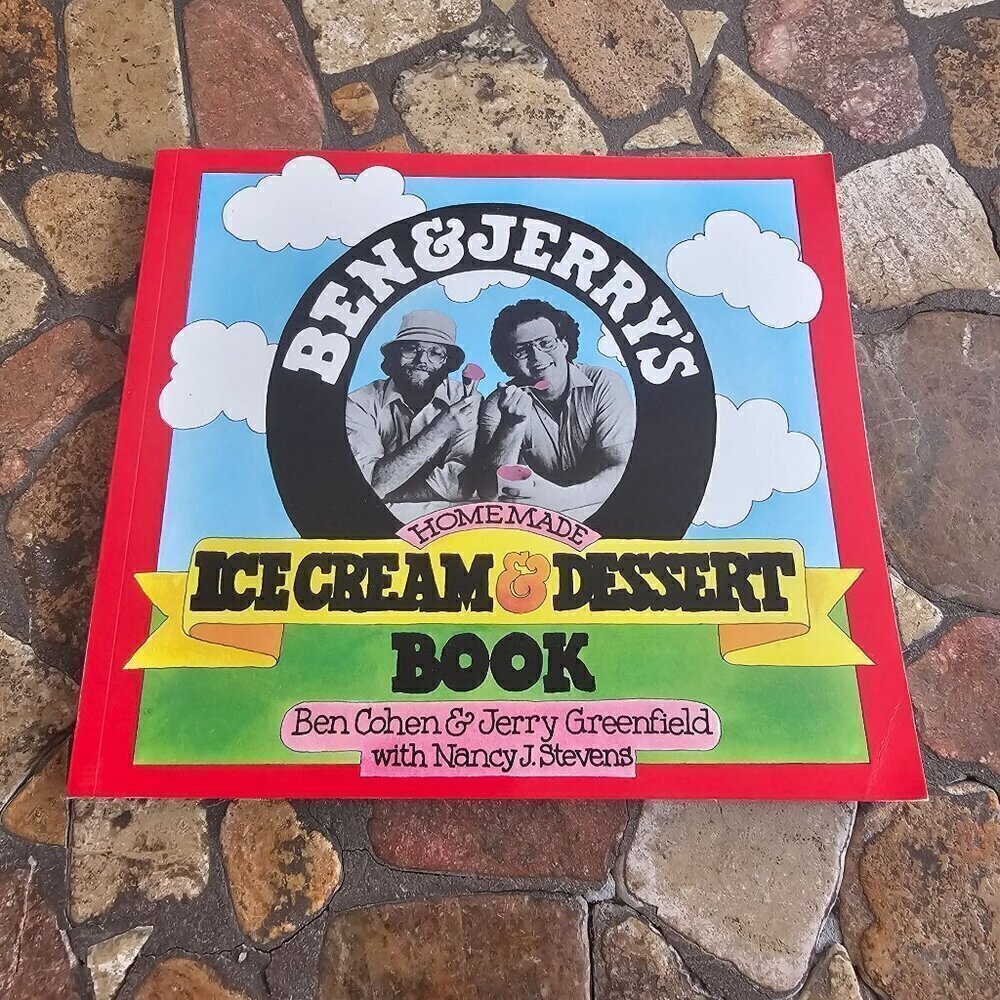 BEN & JERRY'S
HOMEMADE
ICE CREAM & DESSERT
BOOK
Ben Cohen & Jerry Greenfield
with Nancy J. Stevens